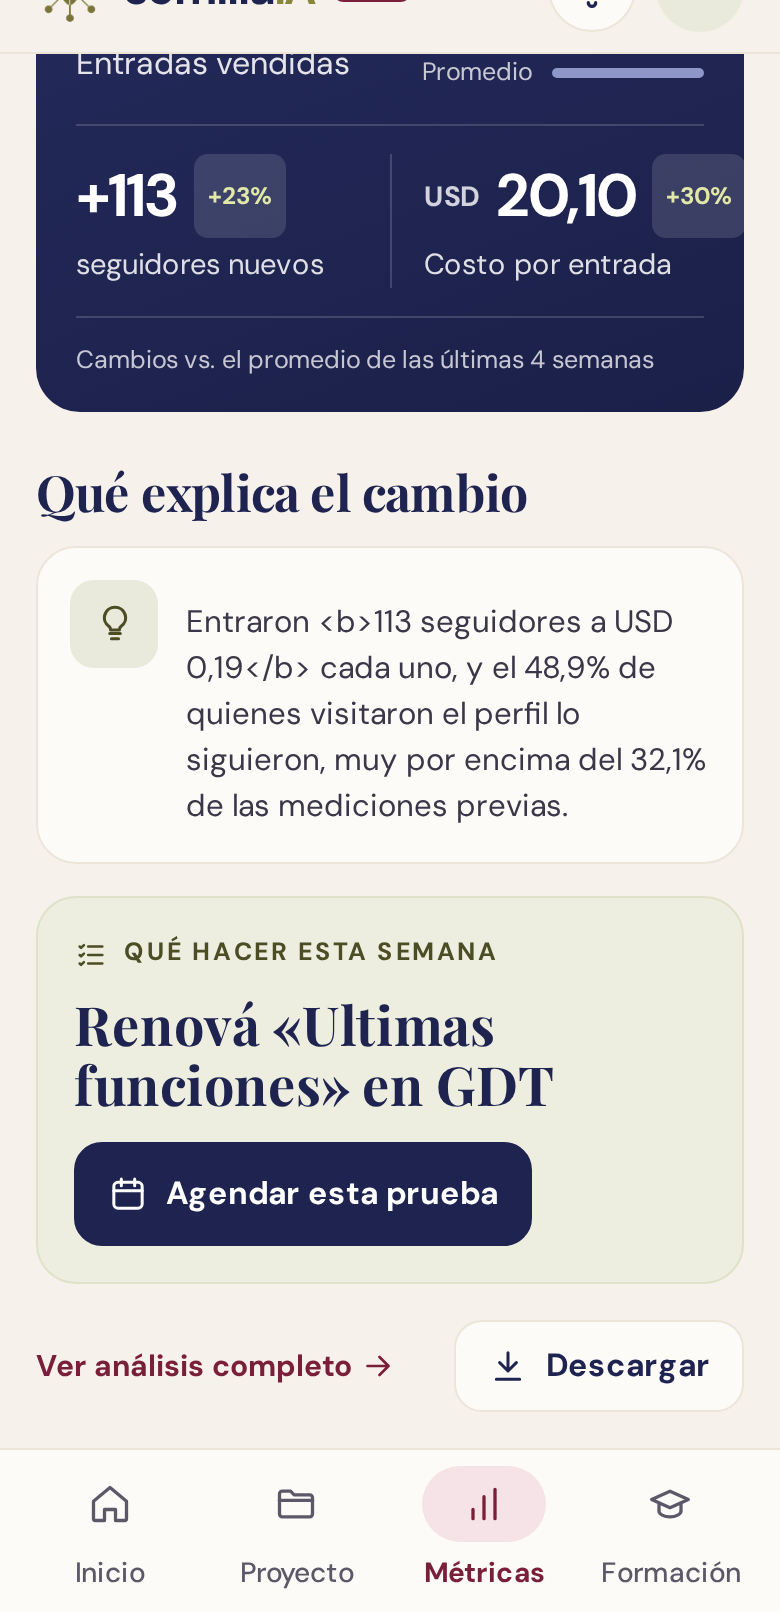 Entradas vendidas
Promedio
+113 +23%
seguidores nuevos
USD 20,10 +30%
Costo por entrada
Cambios vs. el promedio de las últimas 4 semanas
Qué explica el cambio
Entraron <b>113 seguidores a USD
0,19</b> cada uno, y el 48,9% de
quienes visitaron el perfil lo
siguieron, muy por encima del 32,1%
de las mediciones previas.
QUÉ HACER ESTA SEMANA
Renová «Ultimas
funciones» en GDT
Agendar esta prueba
Ver análisis completo →
Descargar
Inicio
Proyecto
Métricas
Formación